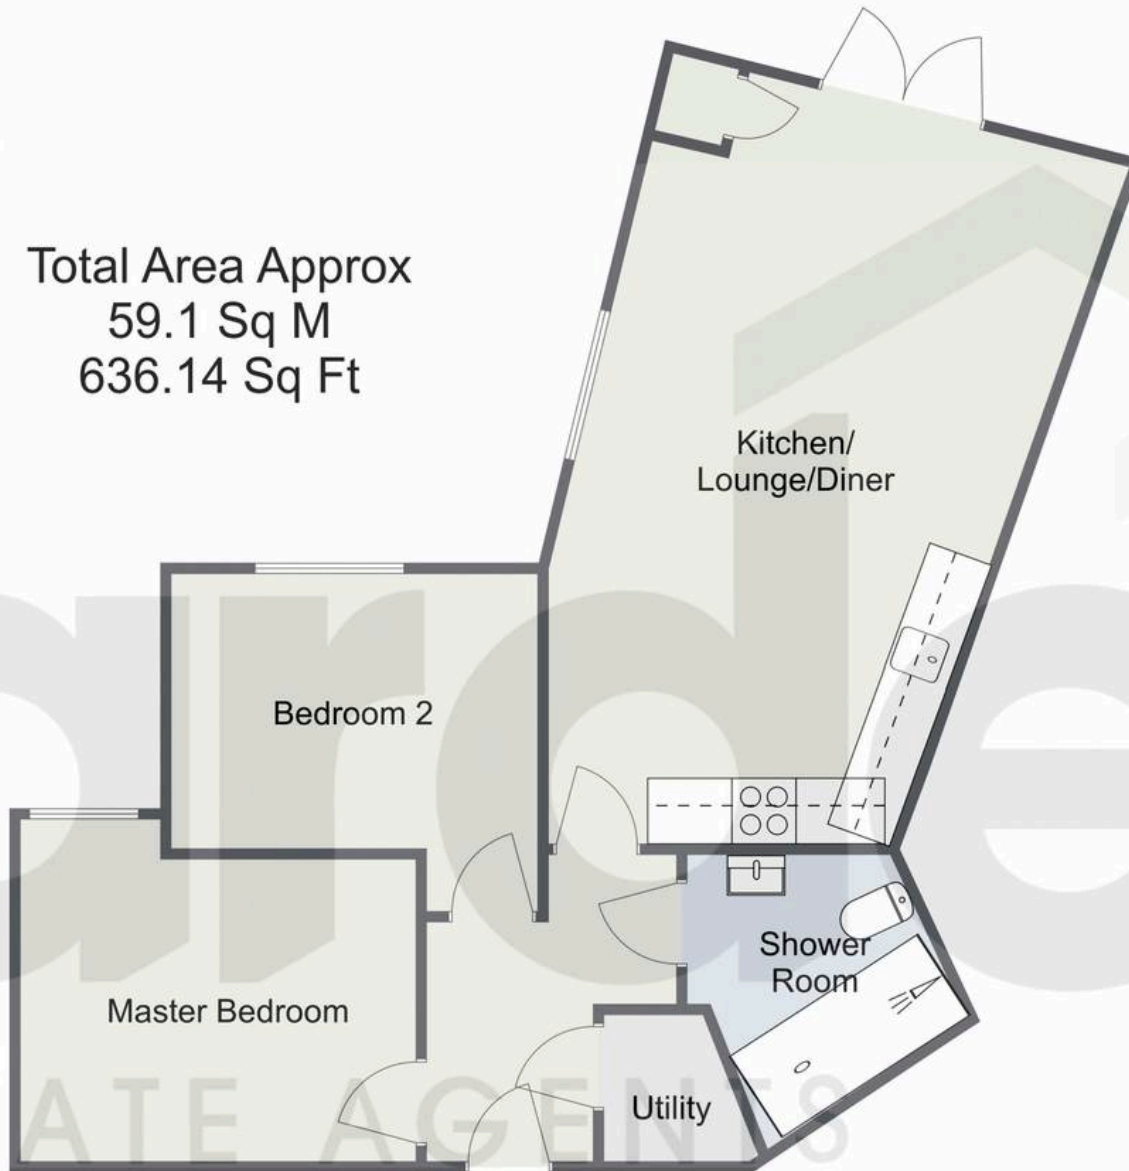 Total Area Approx
59.1 Sq M
636.14 Sq Ft
Kitchen/
Lounge/Diner
Bedroom 2
Master Bedroom
Shower
Room
Utility
ATE AGENTS